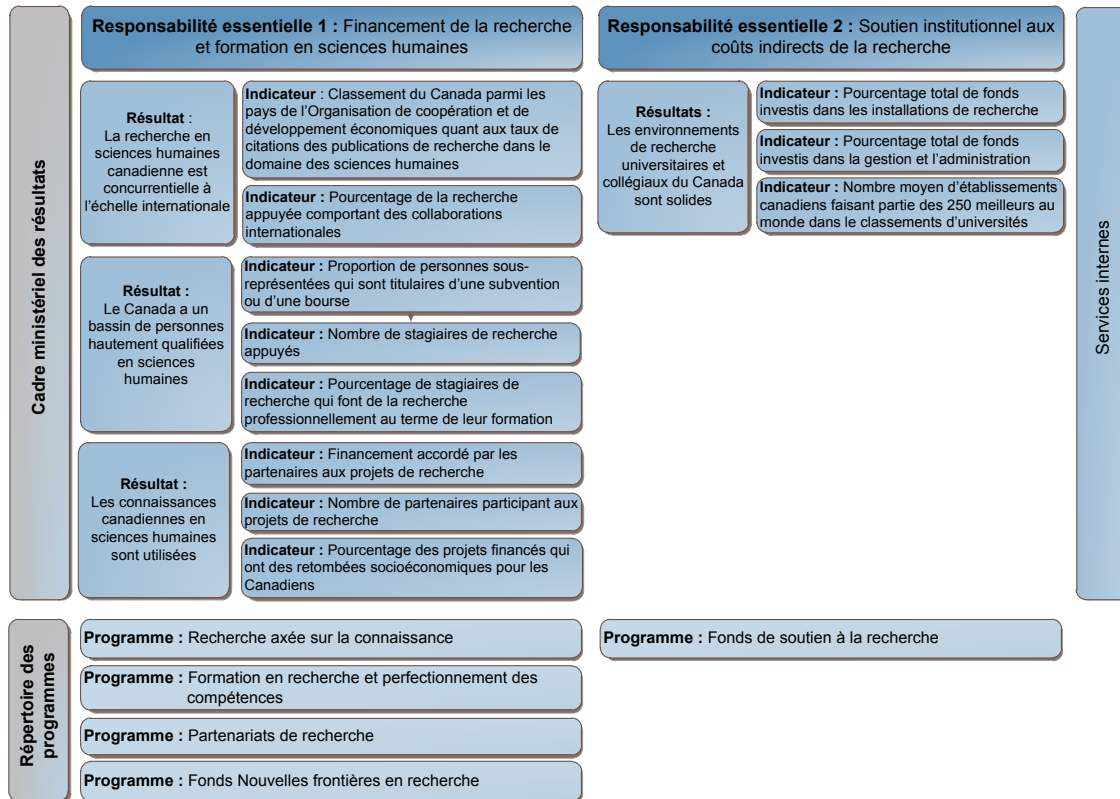 Cadre ministériel des résultats
Responsabilité essentielle 1 : Financement de la recherche
et formation en sciences humaines
Résultat :
La recherche en
sciences humaines
canadienne est
concurrentielle à
l’échelle internationale
Indicateur : Classement du Canada parmi les
pays de l’Organisation de coopération et de
développement économiques quant aux taux de
citations des publications de recherche dans le
domaine des sciences humaines
Indicateur : Pourcentage de la recherche
appuyée comportant des collaborations
internationales
Résultat :
Le Canada a un
bassin de personnes
hautement qualifiées
en sciences
humaines
Indicateur : Proportion de personnes sous-
représentées qui sont titulaires d’une subvention
ou d’une bourse
Indicateur : Nombre de stagiaires de recherche
appuyés
Indicateur : Pourcentage de stagiaires de
recherche qui font de la recherche
professionnellement au terme de leur formation
Résultat :
Les connaissances
canadiennes en
sciences humaines
sont utilisées
Indicateur : Financement accordé par les
partenaires aux projets de recherche
Indicateur : Nombre de partenaires participant aux
projets de recherche
Indicateur : Pourcentage des projets financés qui
ont des retombées socioéconomiques pour les
Canadiens
Responsabilité essentielle 2 : Soutien institutionnel aux
coûts indirects de la recherche
Résultats :
Les environnements
de recherche
universitaires et
collégiaux du Canada
sont solides
Indicateur : Pourcentage total de fonds
investis dans les installations de recherche
Indicateur : Pourcentage total de fonds
investis dans la gestion et l’administration
Indicateur : Nombre moyen d’établissements
canadiens faisant partie des 250 meilleurs au
monde dans le classements d’universités
Services internes
Répertoire des
programmes
Programme : Recherche axée sur la connaissance
Programme : Formation en recherche et perfectionnement des
compétences
Programme : Partenariats de recherche
Programme : Fonds Nouvelles frontières en recherche
Programme : Fonds de soutien à la recherche